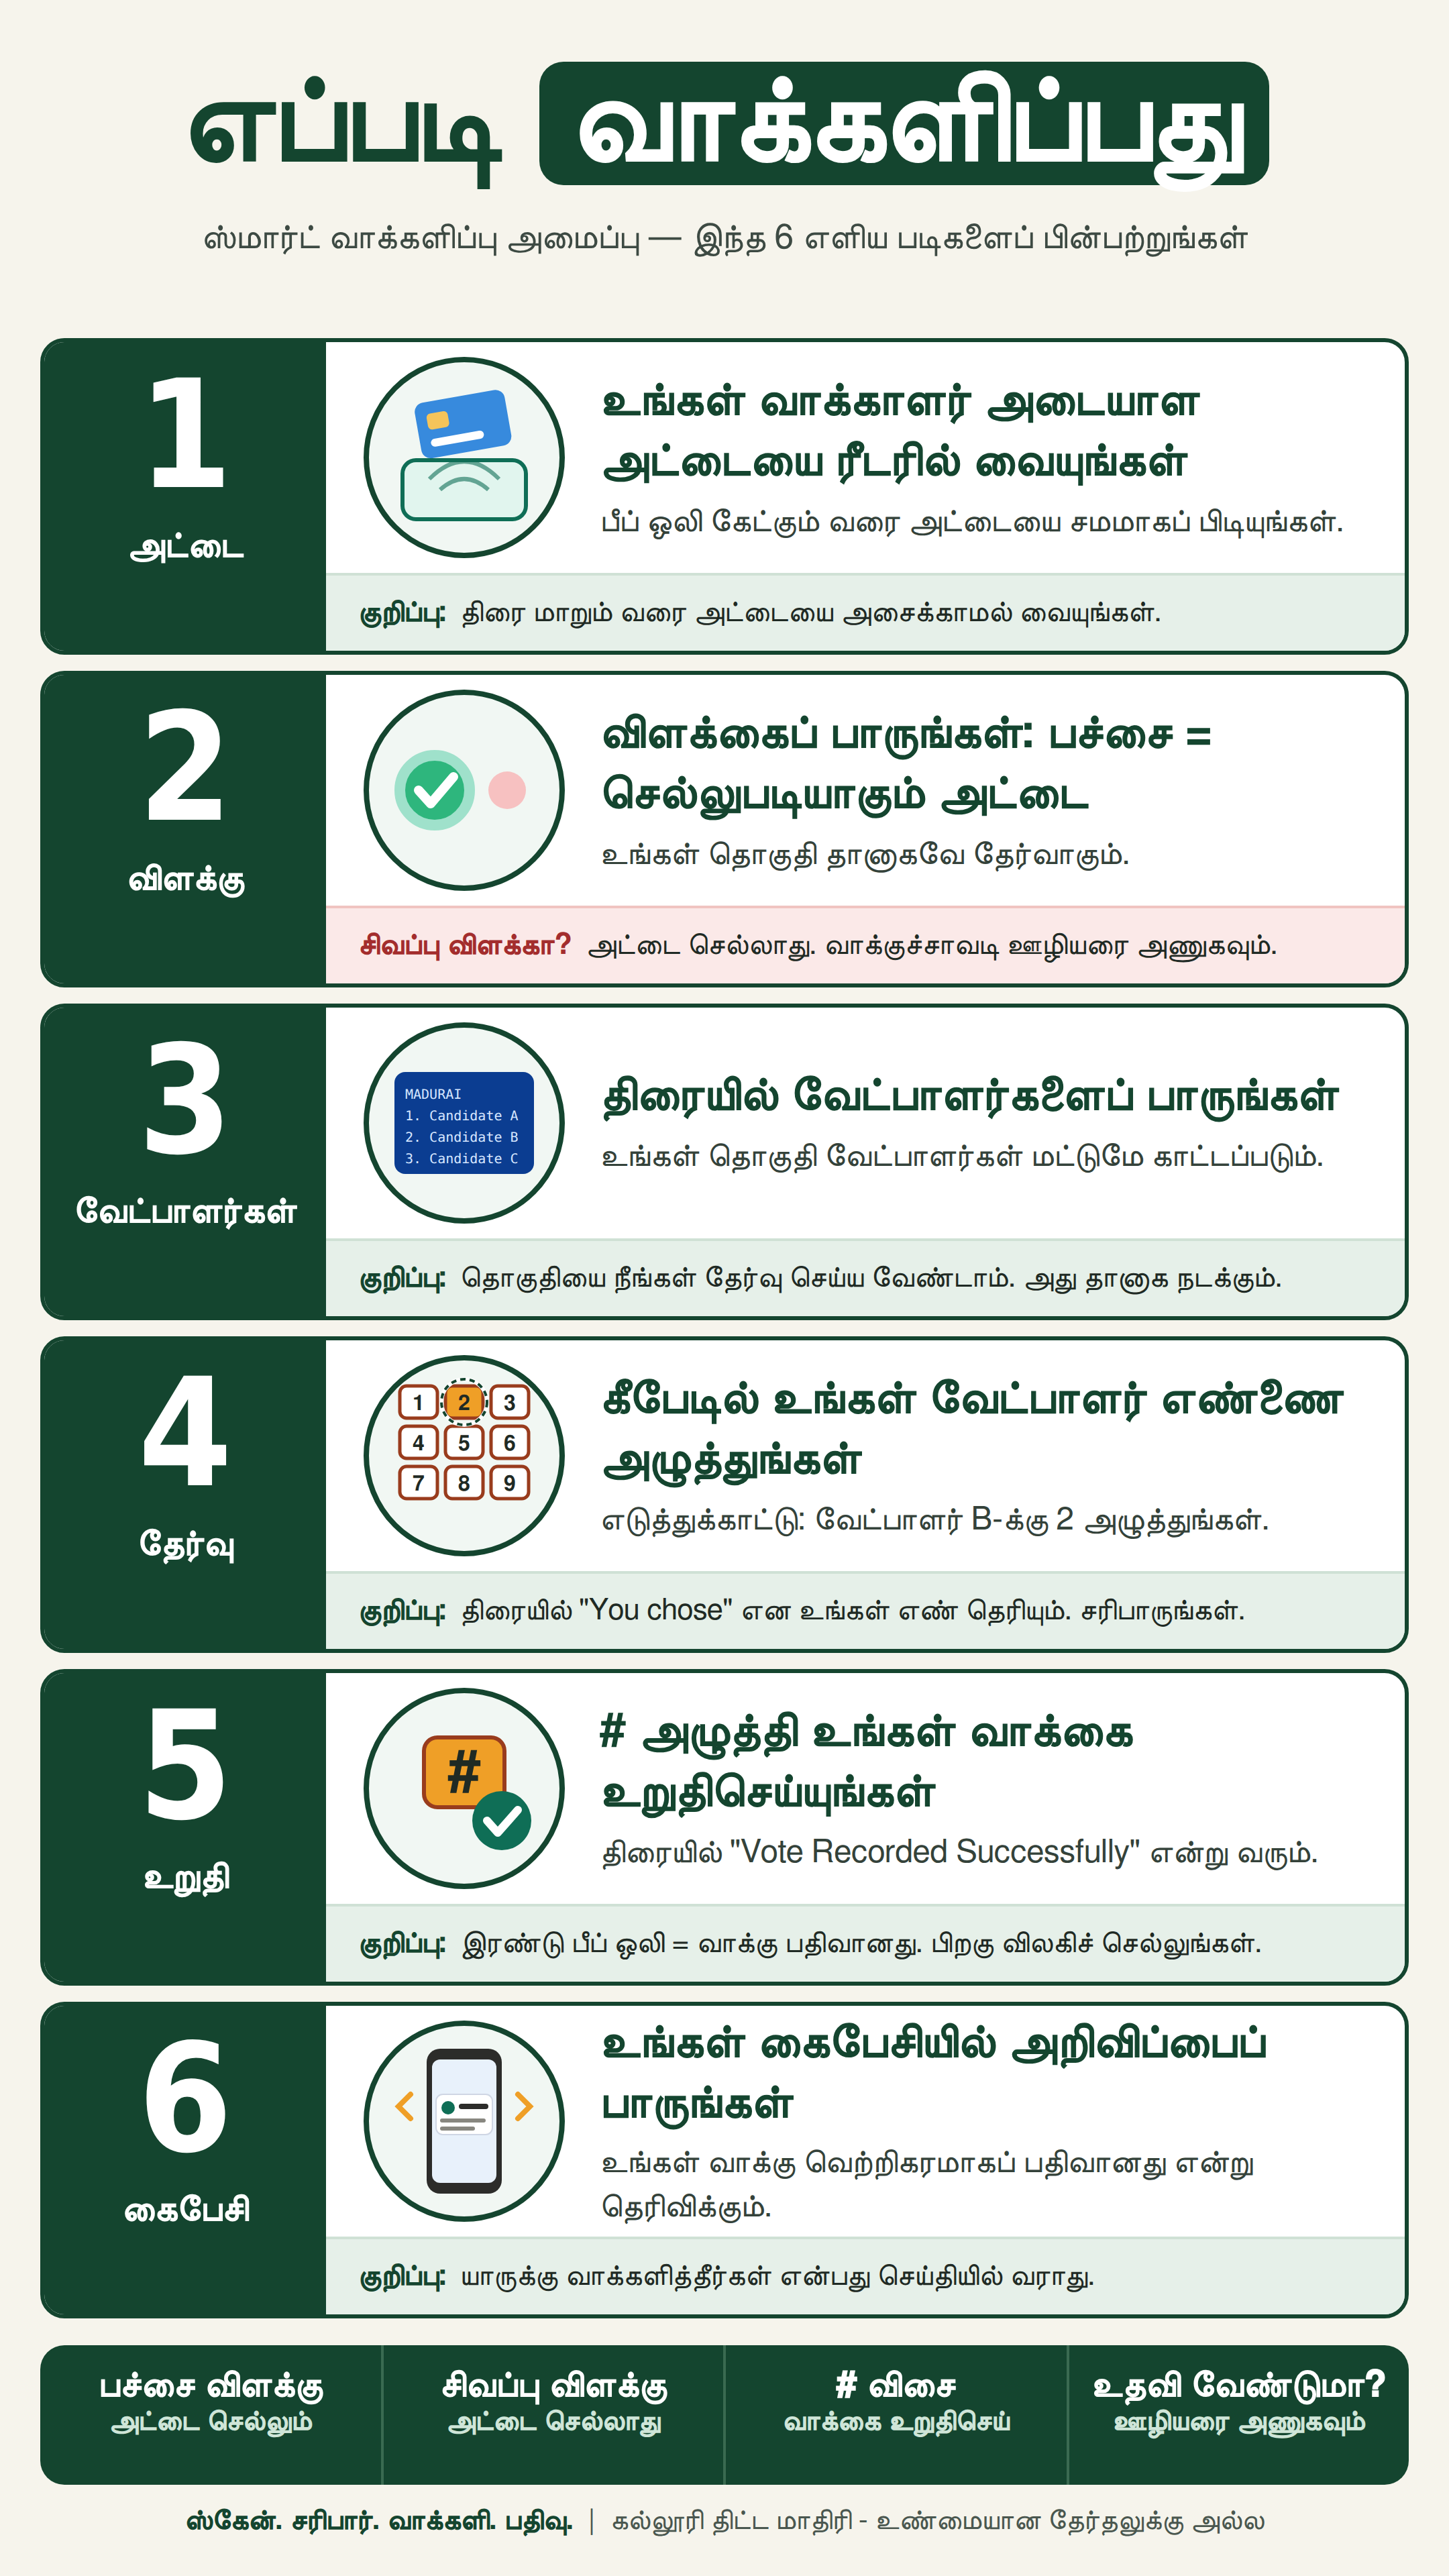 எப்படி வாக்களிப்பது
ஸ்மார்ட் வாக்களிப்பு அமைப்பு — இந்த 6 எளிய படிகளைப் பின்பற்றுங்கள்
1
அட்டை
உங்கள் வாக்காளர் அடையாள
அட்டையை ரீடரில் வையுங்கள்
பீப் ஒலி கேட்கும் வரை அட்டையை சமமாகப் பிடியுங்கள்.
குறிப்பு: திரை மாறும் வரை அட்டையை அசைக்காமல் வையுங்கள்.
2
விளக்கு
விளக்கைப் பாருங்கள்: பச்சை =
செல்லுபடியாகும் அட்டை
உங்கள் தொகுதி தானாகவே தேர்வாகும்.
சிவப்பு விளக்கா? அட்டை செல்லாது. வாக்குச்சாவடி ஊழியரை அணுகவும்.
3
வேட்பாளர்கள்
MADURAI
1. Candidate A
2. Candidate B
3. Candidate C
திரையில் வேட்பாளர்களைப் பாருங்கள்
உங்கள் தொகுதி வேட்பாளர்கள் மட்டுமே காட்டப்படும்.
குறிப்பு: தொகுதியை நீங்கள் தேர்வு செய்ய வேண்டாம். அது தானாக நடக்கும்.
4
தேர்வு
1 2 3
4 5 6
7 8 9
கீபேடில் உங்கள் வேட்பாளர் எண்ணை
அழுத்துங்கள்
எடுத்துக்காட்டு: வேட்பாளர் B-க்கு 2 அழுத்துங்கள்.
குறிப்பு: திரையில் "You chose" என உங்கள் எண் தெரியும். சரிபாருங்கள்.
5
உறுதி
#
# அழுத்தி உங்கள் வாக்கை
உறுதிசெய்யுங்கள்
திரையில் "Vote Recorded Successfully" என்று வரும்.
குறிப்பு: இரண்டு பீப் ஒலி = வாக்கு பதிவானது. பிறகு விலகிச் செல்லுங்கள்.
6
கைபேசி
உங்கள் கைபேசியில் அறிவிப்பைப்
பாருங்கள்
உங்கள் வாக்கு வெற்றிகரமாகப் பதிவானது என்று
தெரிவிக்கும்.
குறிப்பு: யாருக்கு வாக்களித்தீர்கள் என்பது செய்தியில் வராது.
பச்சை விளக்கு
அட்டை செல்லும்
சிவப்பு விளக்கு
அட்டை செல்லாது
# விசை
வாக்கை உறுதிசெய்
உதவி வேண்டுமா?
ஊழியரை அணுகவும்
ஸ்கேன். சரிபார். வாக்களி. பதிவு. | கல்லூரி திட்ட மாதிரி - உண்மையான தேர்தலுக்கு அல்ல